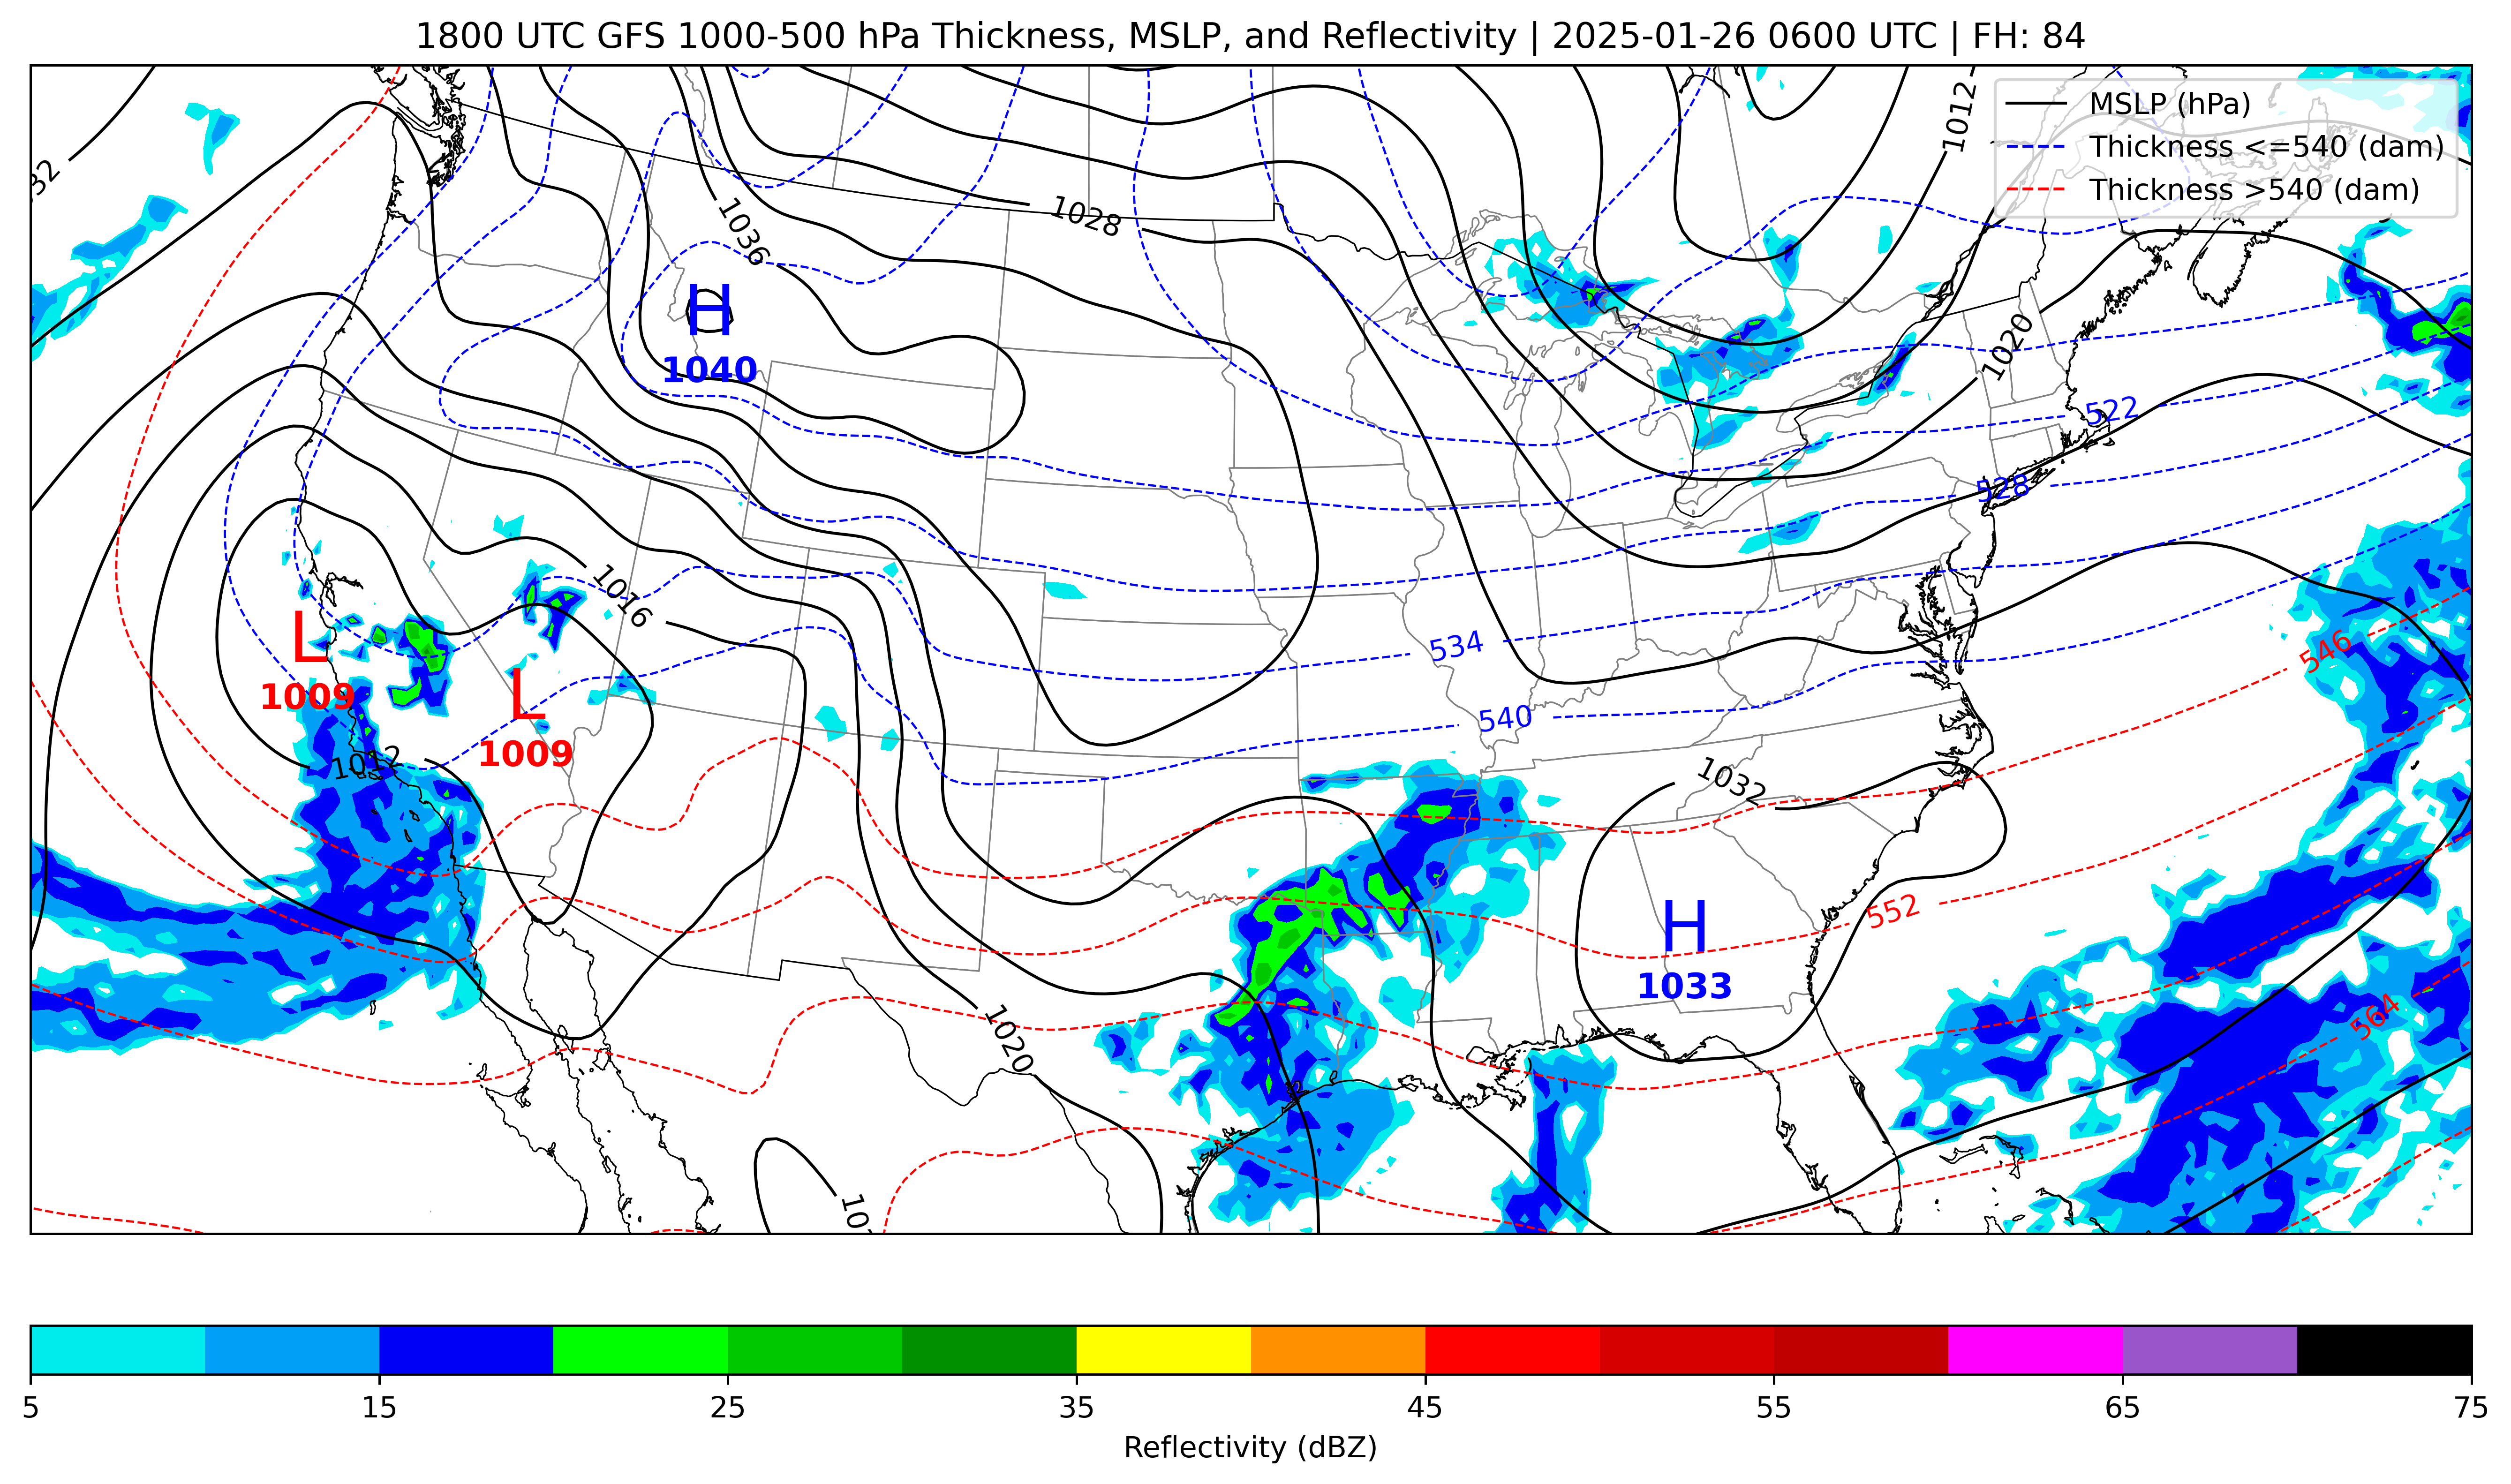 1800 UTC GFS 1000-500 hPa Thickness, MSLP, and Reflectivity | 2025-01-26 0600 UTC | FH: 84
MSLP (hPa)
Thickness <=540 (dam)
Thickness >540 (dam)
1012
1036
1028
H
1040
1020
522
528
1016
L
1009
L
1009
534
546
540
1012
1032
552
H
1033
564
1020
5 15 25 35 45 55 65 75
Reflectivity (dBZ)